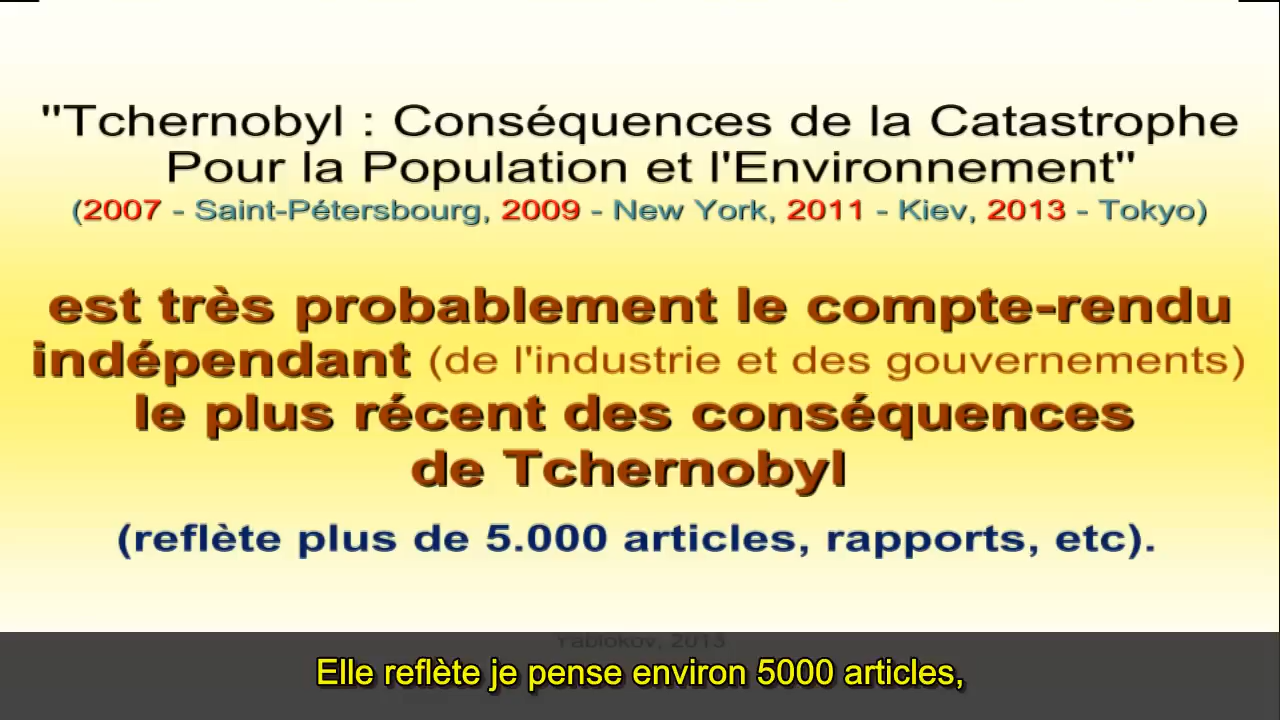 "Tchernobyl : Conséquences de la Catastrophe
Pour la Population et l'Environnement"
(2007 - Saint-Pétersbourg, 2009 - New York, 2011 - Kiev, 2013 - Tokyo)
est très probablement le compte-rendu
indépendant (de l'industrie et des gouvernements)
le plus récent des conséquences
de Tchernobyl
(reflète plus de 5.000 articles, rapports, etc).
Yablokov, 2013
Elle reflète je pense environ 5000 articles,